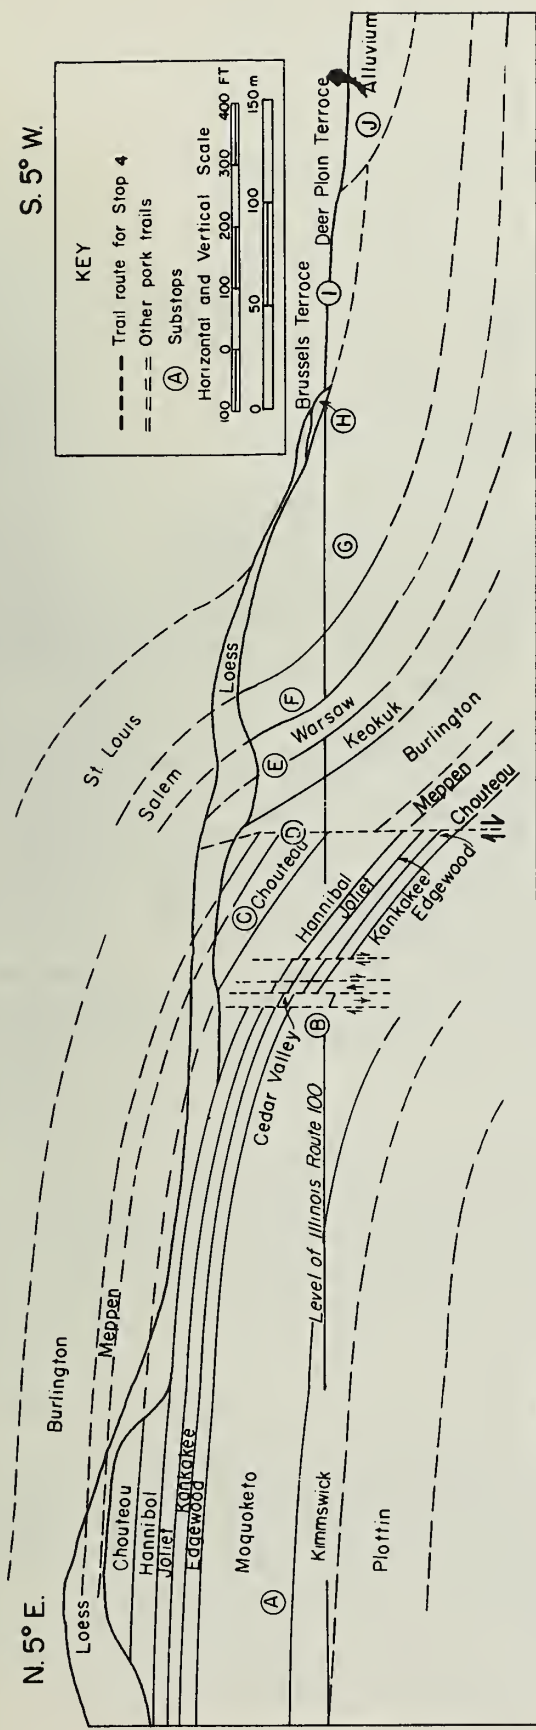 N. 5° E.
S. 5° W.
KEY
Trail route for Stop 4
Other park trails
Ⓐ Substops
Horizontal and Vertical Scale
100 0 100 200 300 400 FT
0 50 100 150 m
Burlington
Meppen
Loess
Chouteau
Hannibal
Joliet
Kankakee
Edgewood
Maquoketa
Ⓐ
Kimmswick
Plattin
Level of Illinois Route 100
Cedar Valley
Ⓑ
Ⓒ
Chouteau
Ⓓ
Hannibal
Joliet
Kankakee
Edgewood
Chouteau
Meppen
Burlington
Keokuk
Warsaw
Ⓔ
Ⓕ
Salem
St. Louis
Loess
Ⓖ
Ⓗ
Brussels Terrace
Ⓘ
Deer Plain Terrace
Ⓙ
Alluvium